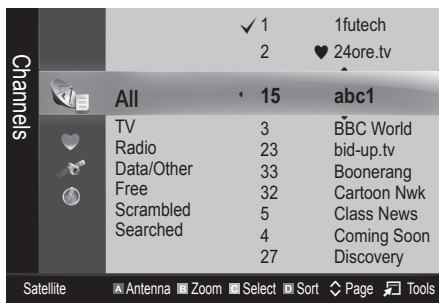 Channels
✓ 1 1futech
2 ♥ 24ore.tv
All 15 abc1
TV 3 BBC World
Radio 23 bid-up.tv
Data/Other 33 Boonerang
Free 32 Cartoon Nwk
Scrambled 5 Class News
Searched 4 Coming Soon
27 Discovery
Satellite A Antenna B Zoom C Select D Sort Page Tools